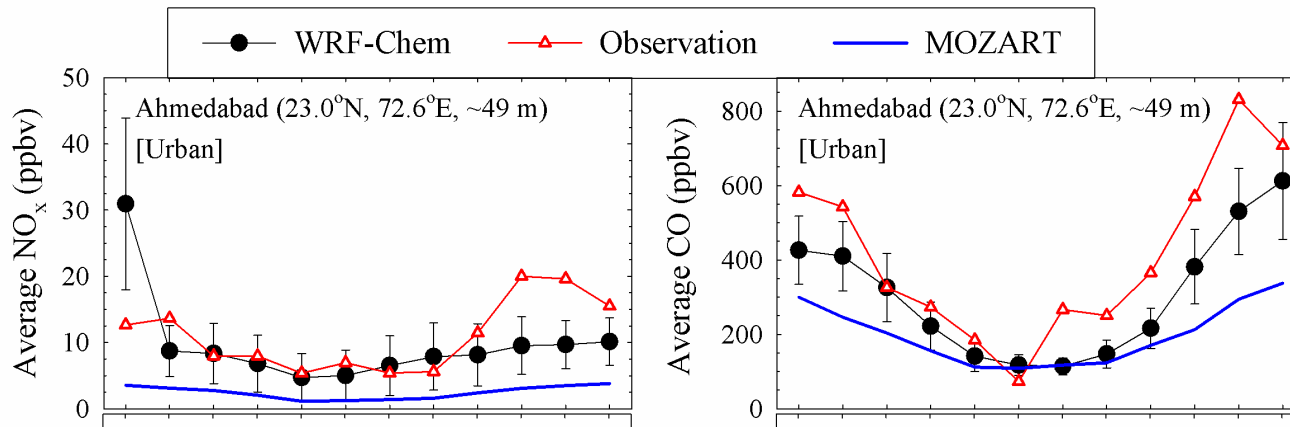 WRF-Chem Observation MOZART
Average NOx (ppbv)
50
40
30
20
10
0
Ahmedabad (23.0°N, 72.6°E, ~49 m)
[Urban]
Average CO (ppbv)
800
600
400
200
0
Ahmedabad (23.0°N, 72.6°E, ~49 m)
[Urban]